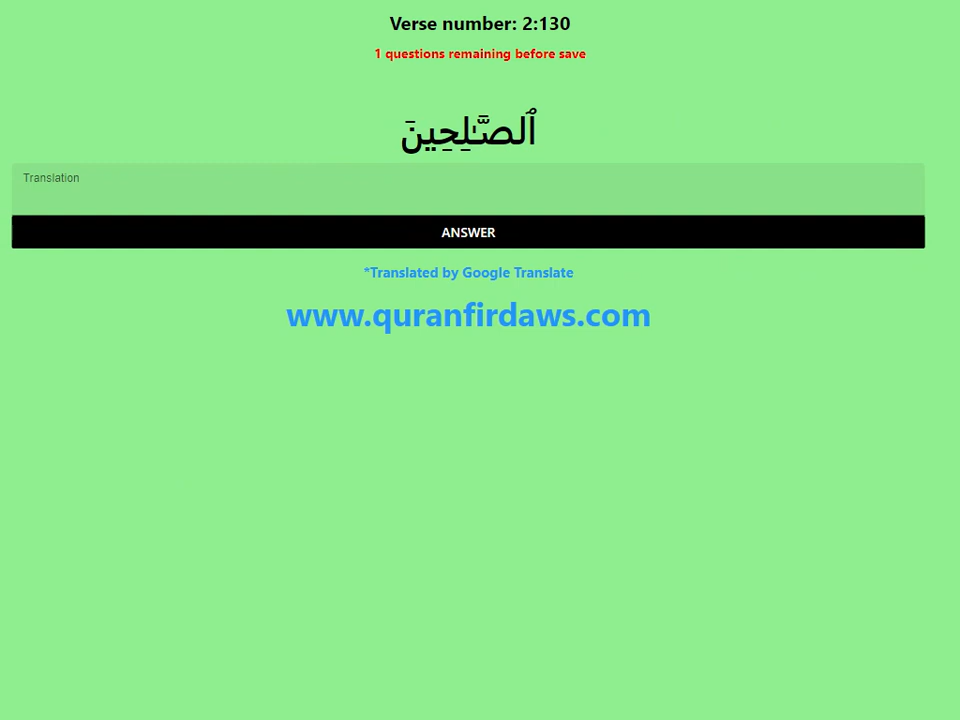 Verse number: 2:130
1 questions remaining before save
ٱلصَّـٰلِحِينَ
Translation
ANSWER
*Translated by Google Translate
www.quranfirdaws.com